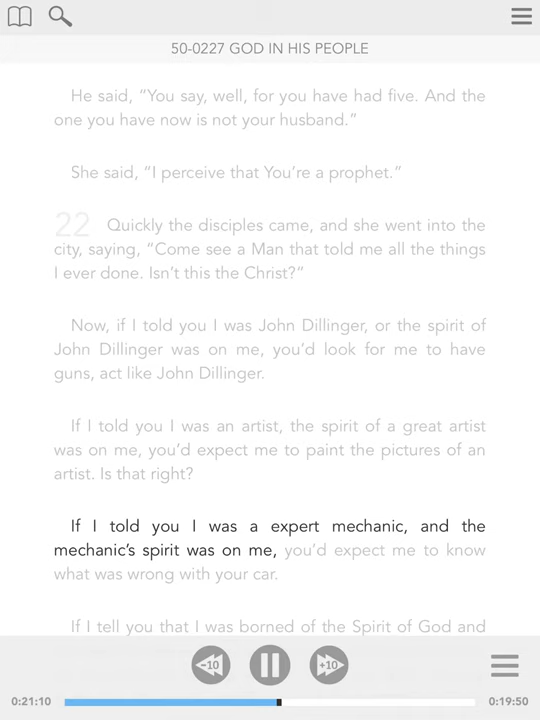 50-0227 GOD IN HIS PEOPLE
He said, “You say, well, for you have had five. And the
one you have now is not your husband.”
She said, “I perceive that You’re a prophet.”
22 Quickly the disciples came, and she went into the
city, saying, “Come see a Man that told me all the things
I ever done. Isn’t this the Christ?”
Now, if I told you I was John Dillinger, or the spirit of
John Dillinger was on me, you’d look for me to have
guns, act like John Dillinger.
If I told you I was an artist, the spirit of a great artist
was on me, you’d expect me to paint the pictures of an
artist. Is that right?
If I told you I was a expert mechanic, and the
mechanic’s spirit was on me, you’d expect me to know
what was wrong with your car.
If I tell you that I was borned of the Spirit of God and
-10 +10
0:21:10 0:19:50